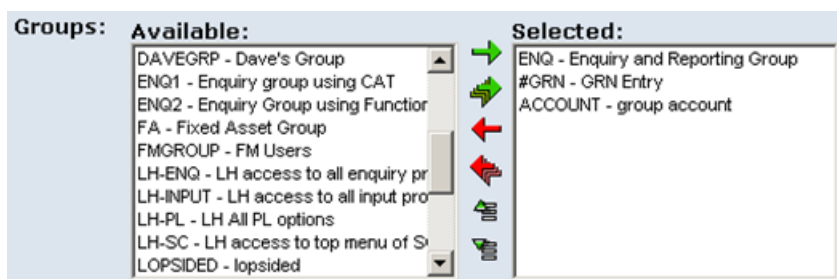 Groups:
Available:
DAVEGRP - Dave's Group
ENQ1 - Enquiry group using CAT
ENQ2 - Enquiry Group using Function
FA - Fixed Asset Group
FMGROUP - FM Users
LH-ENQ - LH access to all enquiry pr
LH-INPUT - LH access to all input pro
LH-PL - LH All PL options
LH-SC - LH access to top menu of S
LOPSIDED - lopsided
Selected:
ENQ - Enquiry and Reporting Group
#GRN - GRN Entry
ACCOUNT - group account